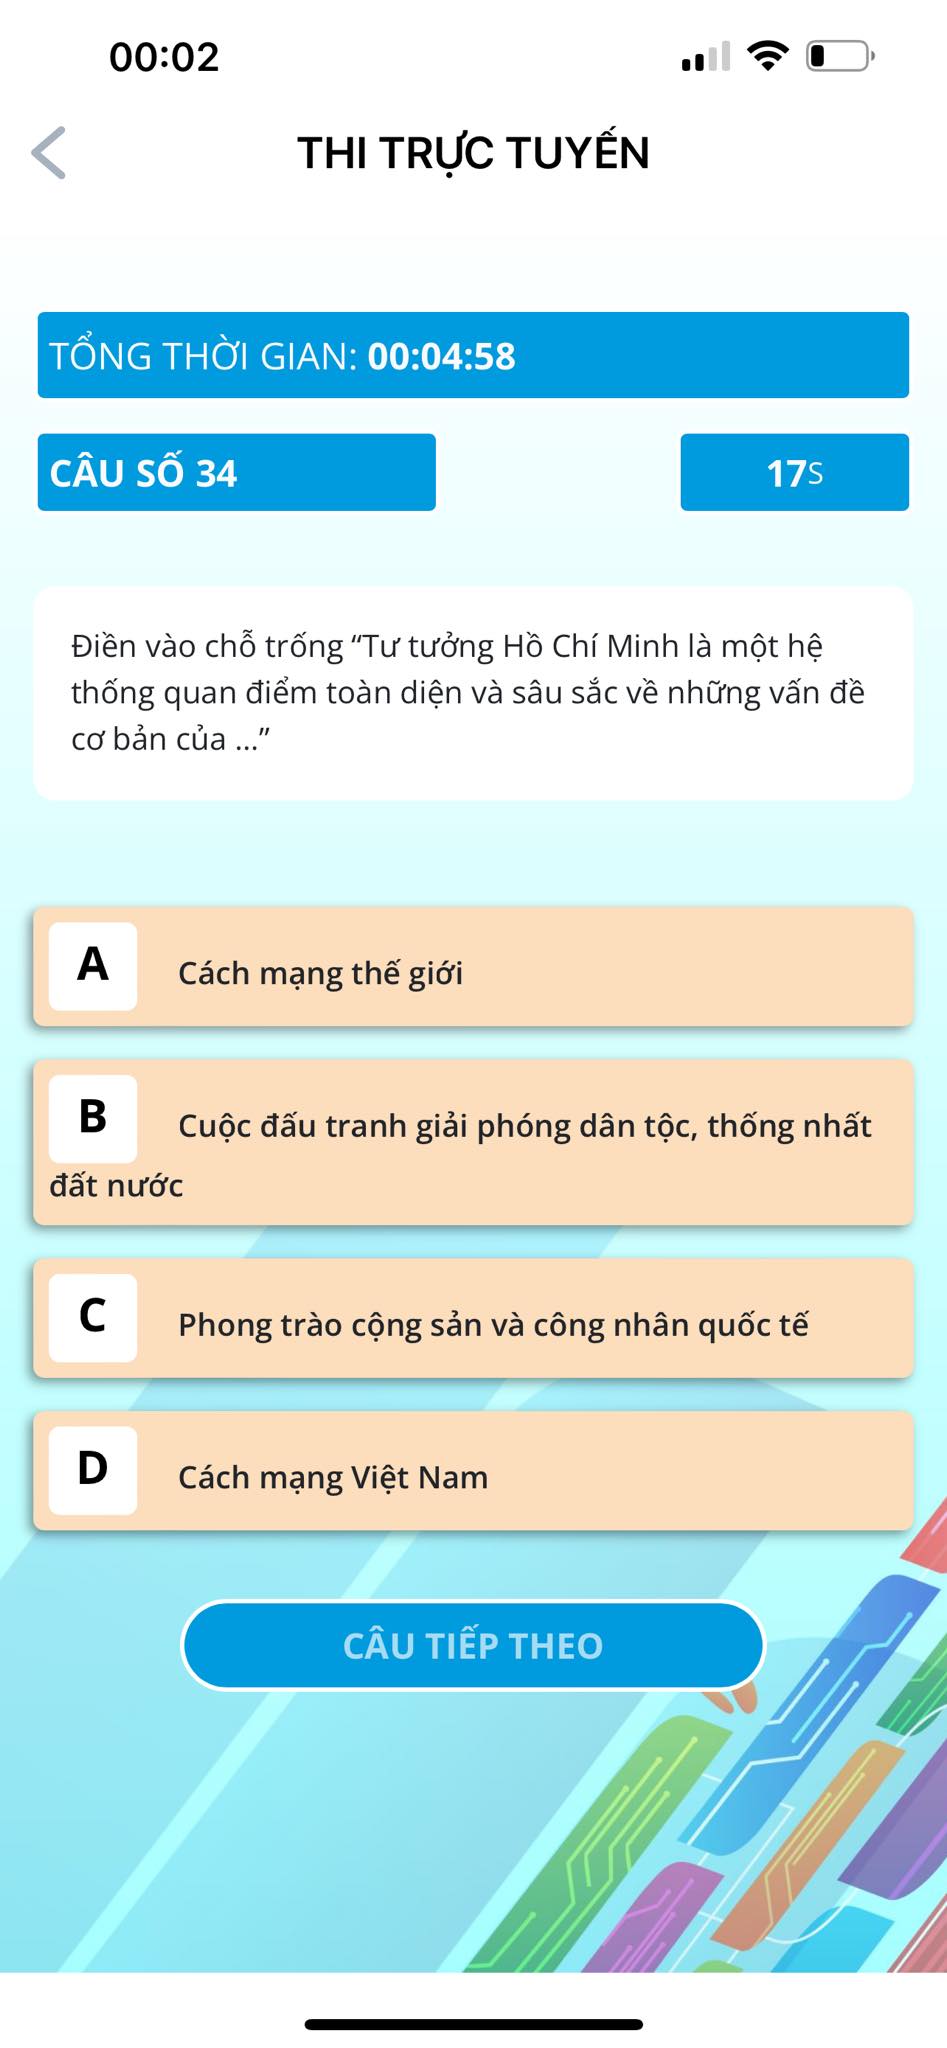 00:02
THI TRỰC TUYẾN
TỔNG THỜI GIAN: 00:04:58
CÂU SỐ 34
17S
Điền vào chỗ trống “Tư tưởng Hồ Chí Minh là một hệ
thống quan điểm toàn diện và sâu sắc về những vấn đề
cơ bản của ...”
A Cách mạng thế giới
B Cuộc đấu tranh giải phóng dân tộc, thống nhất
đất nước
C Phong trào cộng sản và công nhân quốc tế
D Cách mạng Việt Nam
CÂU TIẾP THEO